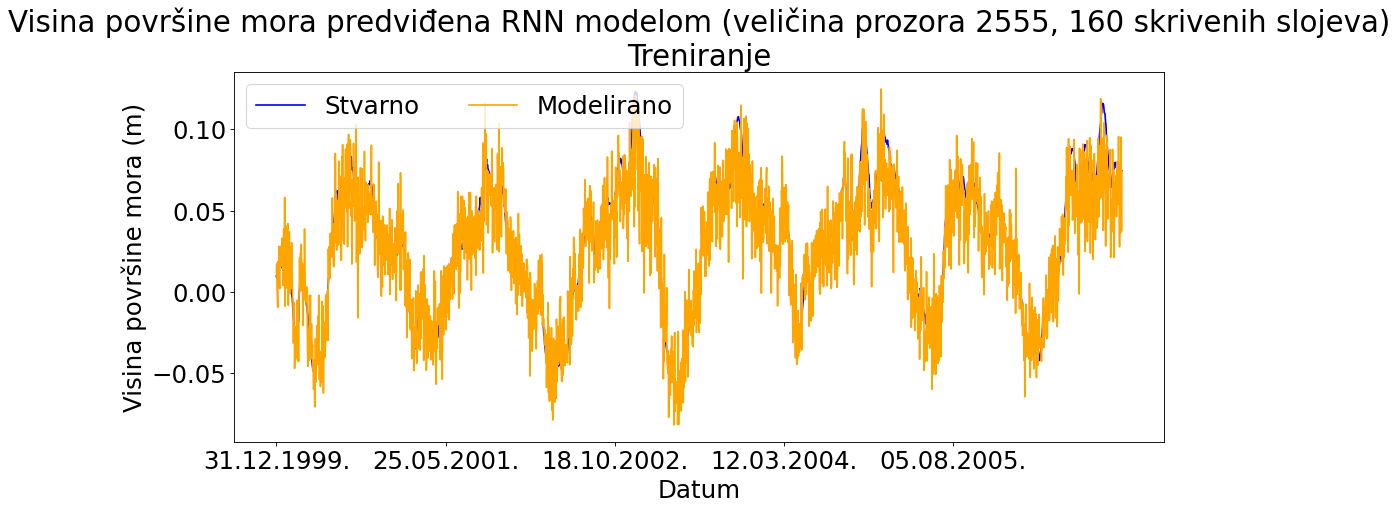 Visina površine mora predviđena RNN modelom (veličina prozora 2555, 160 skrivenih slojeva)
Treniranje
Stvarno Modelirano
Visina površine mora (m)
0.10
0.05
0.00
−0.05
31.12.1999. 25.05.2001. 18.10.2002. 12.03.2004. 05.08.2005.
Datum